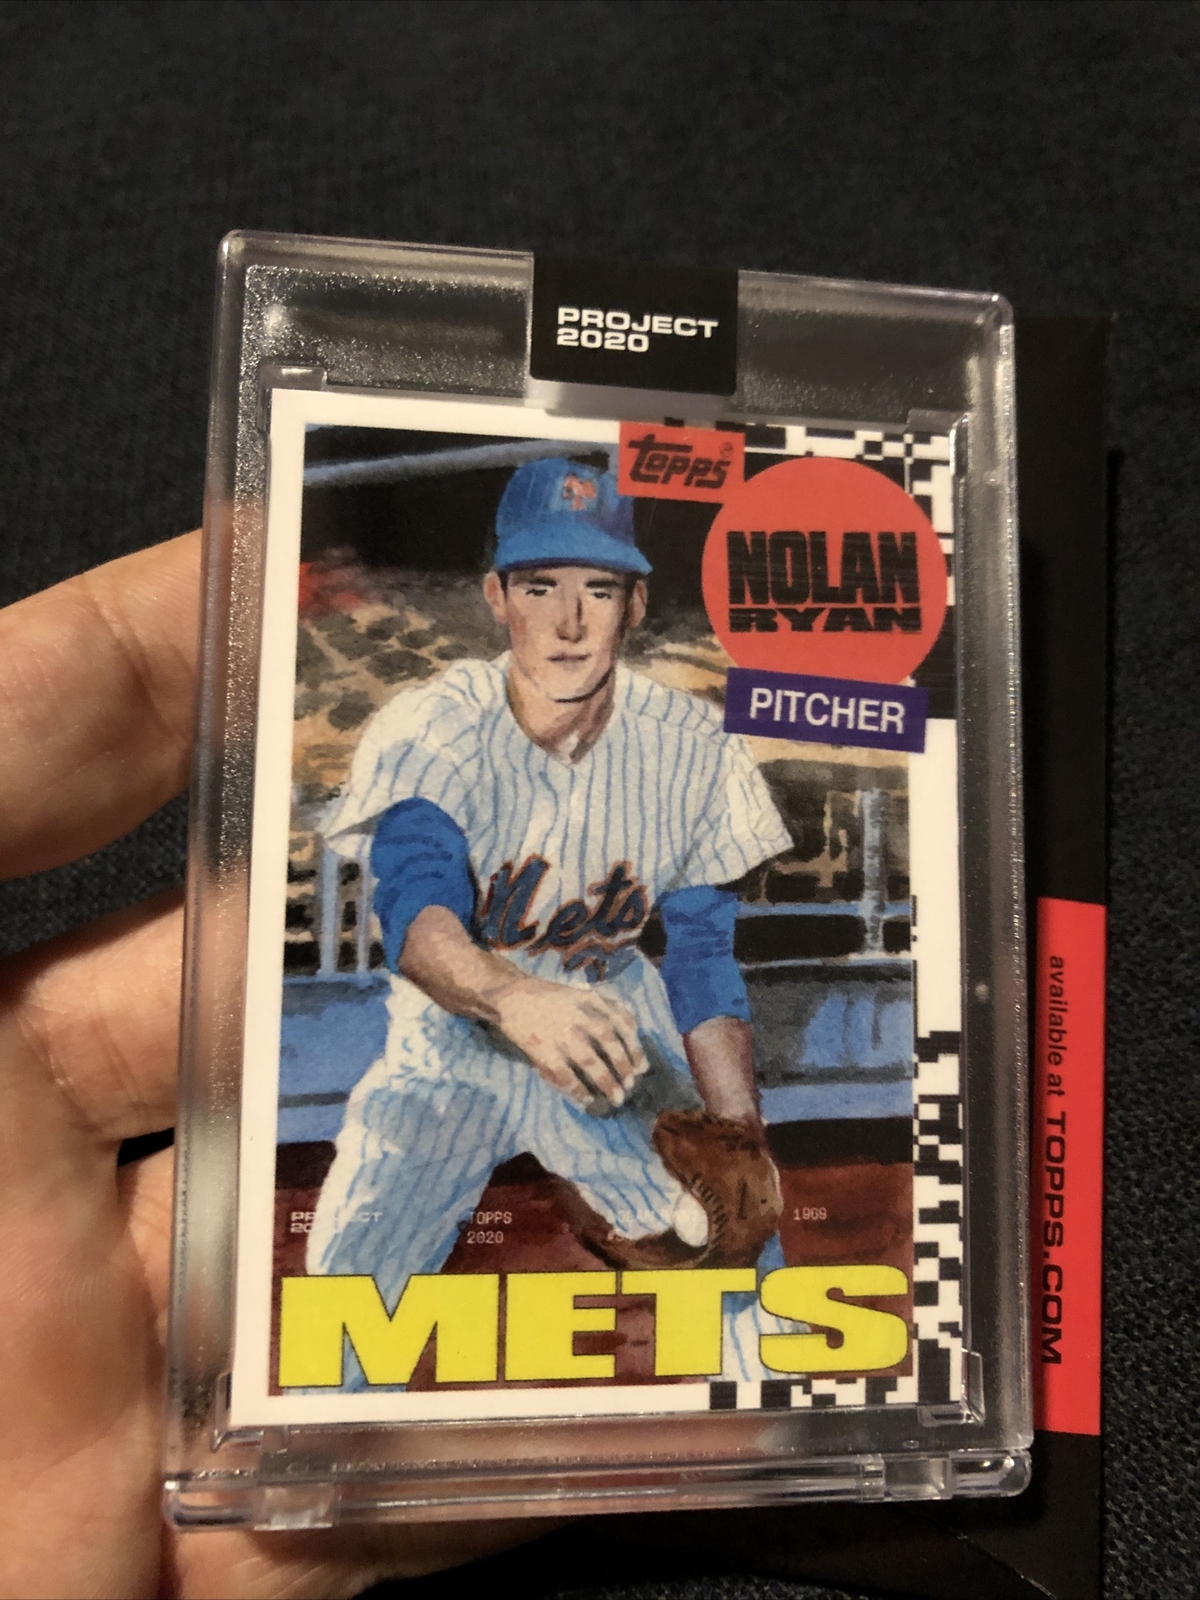 PROJECT
2020
Topps
NOLAN
RYAN
PITCHER
Mets
TOPPS
2020
1969
METS
available at TOPPS.COM